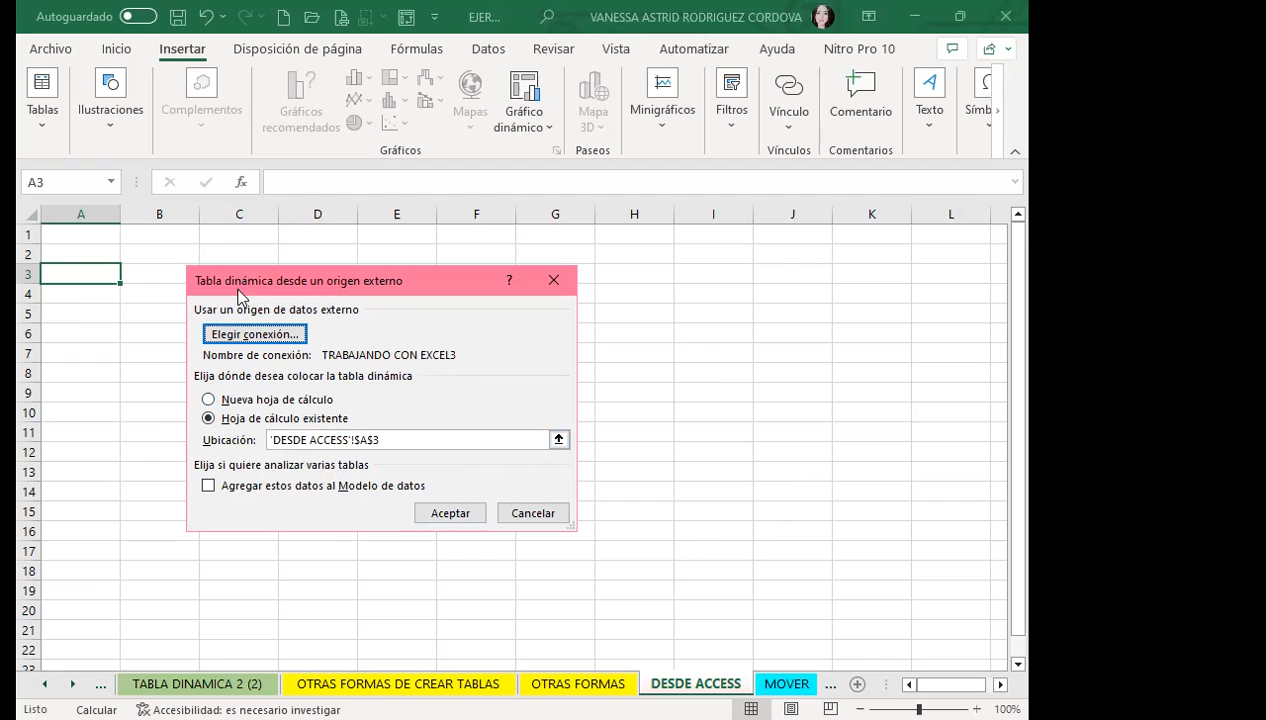 Autoguardado
EJER...
VANESSA ASTRID RODRIGUEZ CORDOVA
Archivo Inicio Insertar Disposición de página Fórmulas Datos Revisar Vista Automatizar Ayuda Nitro Pro 10
Tablas
Ilustraciones
Complementos
Gráficos
recomendados
Mapas
Gráfico
dinámico
Mapa
3D
Minigráficos
Filtros
Vínculo
Comentario
Texto
Símb
Gráficos Paseos Vínculos Comentarios
A3
fx
A B C D E F G H I J K L
1
2
3
4
5
6
7
8
9
10
11
12
13
14
15
16
17
18
19
20
21
22
23
Tabla dinámica desde un origen externo ?
Usar un origen de datos externo
Elegir conexión...
Nombre de conexión: TRABAJANDO CON EXCEL3
Elija dónde desea colocar la tabla dinámica
Nueva hoja de cálculo
Hoja de cálculo existente
Ubicación: 'DESDE ACCESS'!$A$3
Elija si quiere analizar varias tablas
Agregar estos datos al Modelo de datos
Aceptar Cancelar
... TABLA DINAMICA 2 (2) OTRAS FORMAS DE CREAR TABLAS OTRAS FORMAS DESDE ACCESS MOVER ...
Listo Calcular Accesibilidad: es necesario investigar 100%